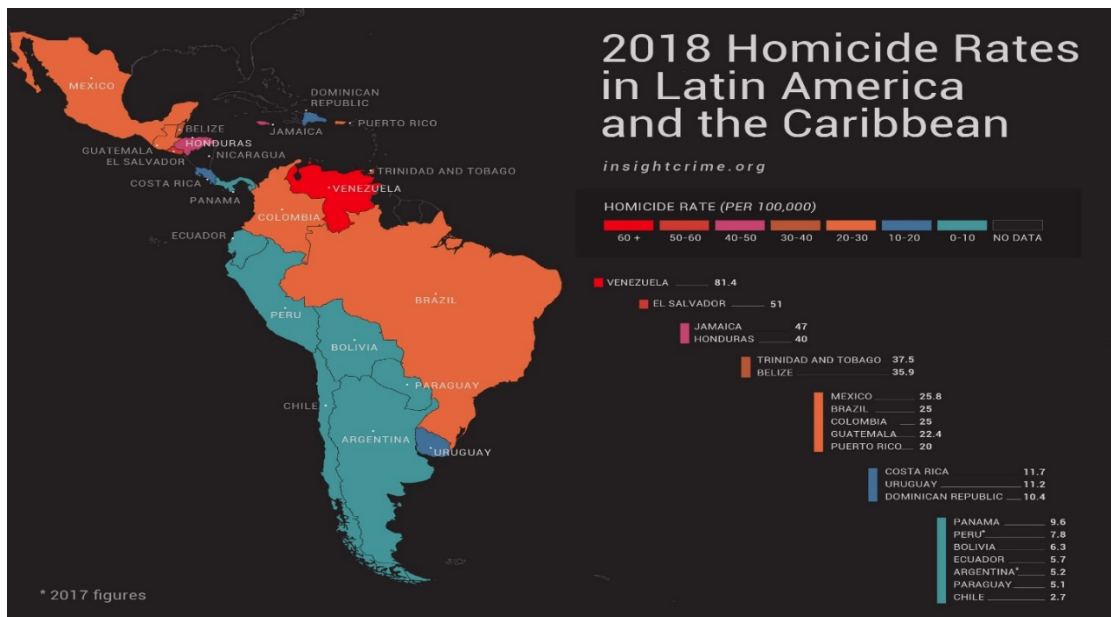 2018 Homicide Rates
in Latin America
and the Caribbean
insightcrime.org
HOMICIDE RATE (PER 100,000)
60 + 50-60 40-50 30-40 20-30 10-20 0-10 NO DATA
VENEZUELA 81.4
EL SALVADOR 51
JAMAICA 47
HONDURAS 40
TRINIDAD AND TOBAGO 37.5
BELIZE 35.9
MEXICO 25.8
BRAZIL 25
COLOMBIA 25
GUATEMALA 22.4
PUERTO RICO 20
COSTA RICA 11.7
URUGUAY 11.2
DOMINICAN REPUBLIC 10.4
PANAMA 9.6
PERU* 7.8
BOLIVIA 6.3
ECUADOR 5.7
ARGENTINA* 5.2
PARAGUAY 5.1
CHILE 2.7
MEXICO
DOMINICAN
REPUBLIC
BELIZE
JAMAICA
PUERTO RICO
HONDURAS
GUATEMALA
NICARAGUA
EL SALVADOR
TRINIDAD AND TOBAGO
COSTA RICA
VENEZUELA
PANAMA
COLOMBIA
ECUADOR
BRAZIL
PERU
BOLIVIA
PARAGUAY
CHILE
ARGENTINA
URUGUAY
* 2017 figures